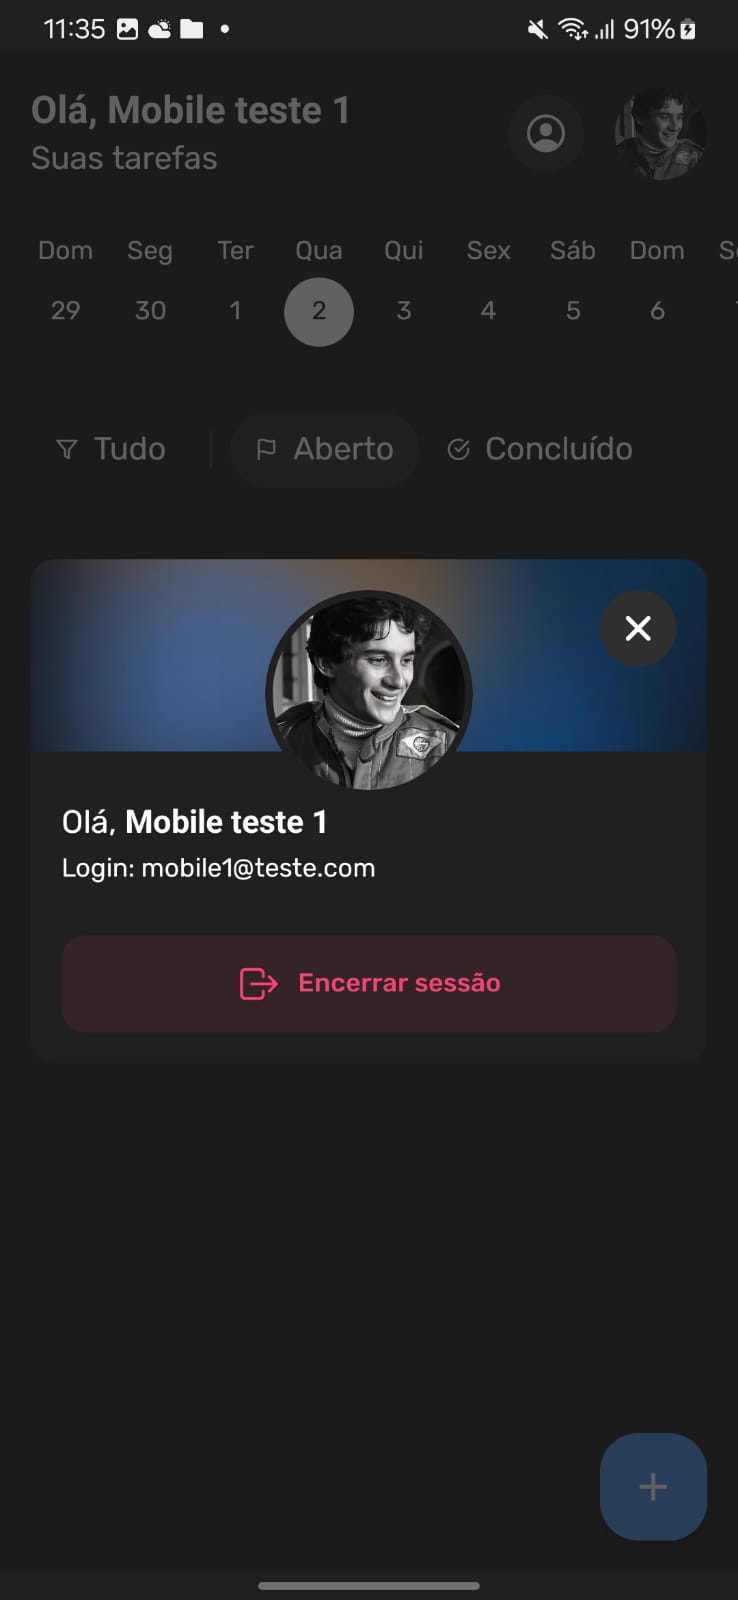 11:35 91%
Olá, Mobile teste 1
Suas tarefas
Dom Seg Ter Qua Qui Sex Sáb Dom
29 30 1 2 3 4 5 6
Tudo Aberto Concluído
Olá, Mobile teste 1
Login: mobile1@teste.com
Encerrar sessão